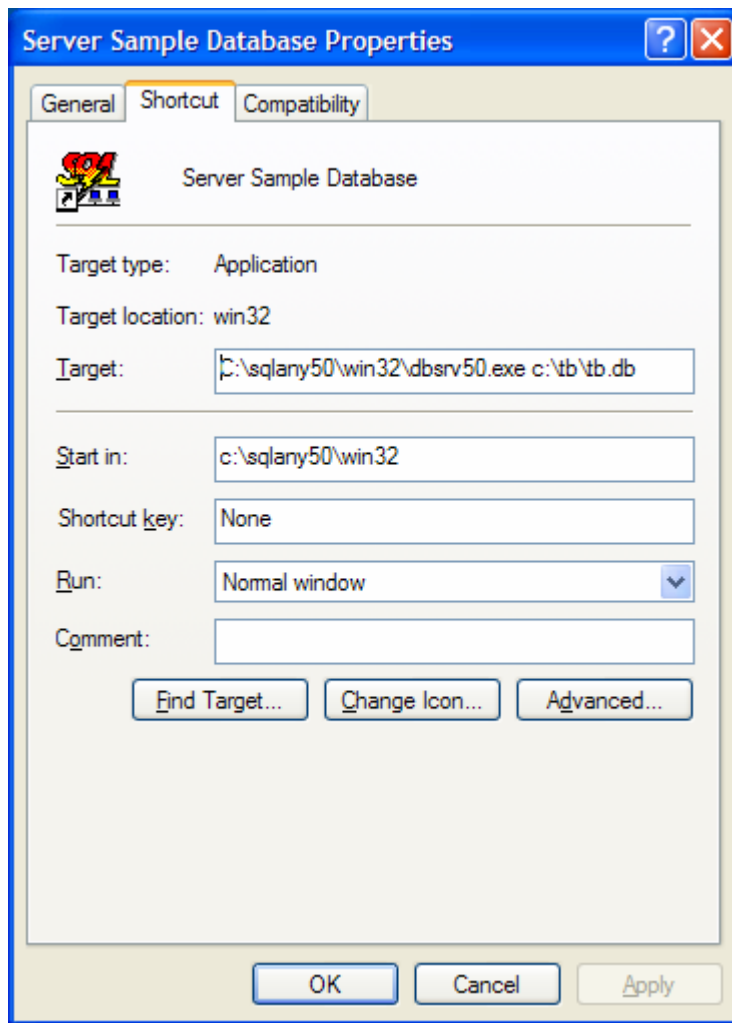 Server Sample Database Properties
General Shortcut Compatibility
SQL
Server Sample Database
Target type: Application
Target location: win32
Target: C:\sqlany50\win32\dbsrv50.exe c:\tb\tb.db
Start in: c:\sqlany50\win32
Shortcut key: None
Run: Normal window
Comment:
Find Target... Change Icon... Advanced...
OK Cancel Apply